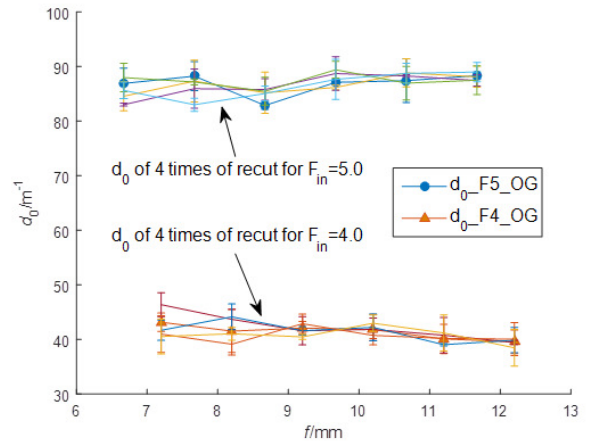 100
90
80
70
60
50
40
30
d₀/m⁻¹
d₀ of 4 times of recut for Fᵢₙ=5.0
d₀_F5_OG
d₀_F4_OG
d₀ of 4 times of recut for Fᵢₙ=4.0
6 7 8 9 10 11 12 13
f/mm